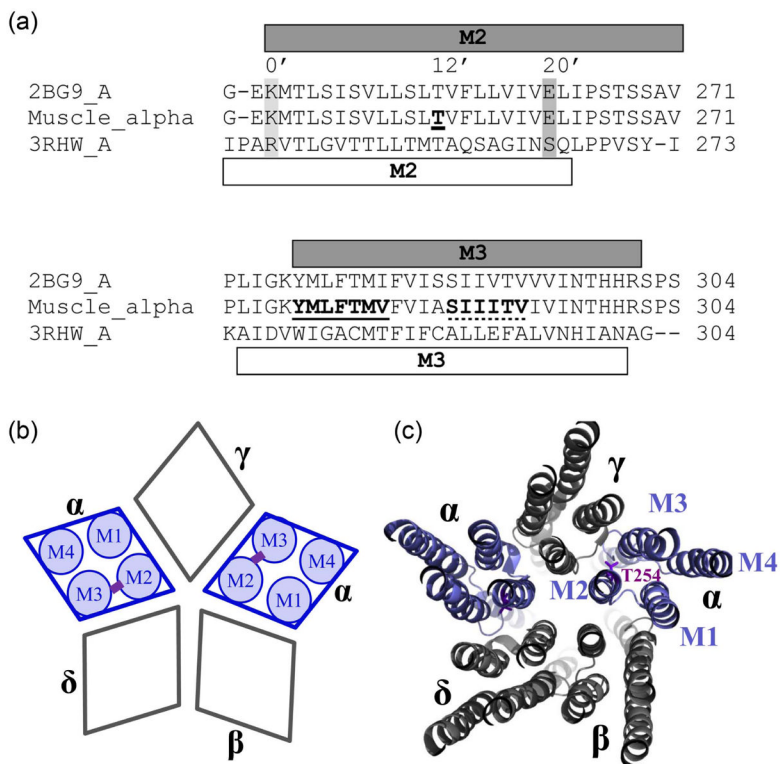 (a)
M2
0′ 12′ 20′
2BG9_A G-EKMTLSISVLLSLTVFLLVIVELIPSTSSAV 271
Muscle_alpha G-EKMTLSISVLLSLTVFLLVIVELIPSTSSAV 271
3RHW_A IPARVTLGVTTLLTMTAQSAGINSQLPPVSY-I 273
M2
M3
2BG9_A PLIGKYMLFTMIFVISSIIVTVVVINTHHRSPS 304
Muscle_alpha PLIGKYMLFTMVFVIASIIITVIVINTHHRSPS 304
3RHW_A KAIDVWIGACMTFIFCALLEFALVNHIANAG-- 304
M3
(b)
γ
α
M4 M1
M3 M2
M3
M2 M4
M1
α
δ
β
(c)
γ
α
M3
M4
M2 T254
α
M1
δ
β